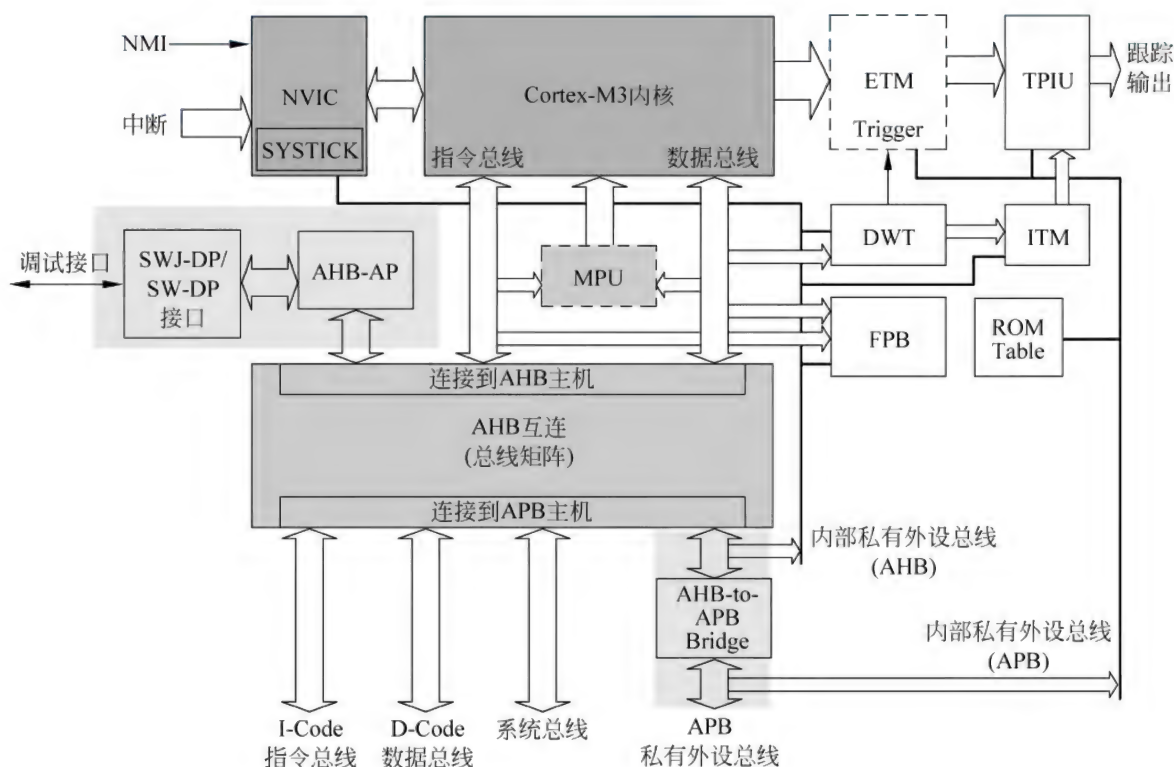 NMI
中断
NVIC
SYSTICK
Cortex-M3内核
指令总线
数据总线
ETM
Trigger
TPIU
跟踪
输出
调试接口
SWJ-DP/
SW-DP
接口
AHB-AP
MPU
DWT
ITM
FPB
ROM
Table
连接到AHB主机
AHB互连
(总线矩阵)
连接到APB主机
内部私有外设总线
(AHB)
AHB-to-
APB
Bridge
内部私有外设总线
(APB)
I-Code
指令总线
D-Code
数据总线
系统总线
APB
私有外设总线